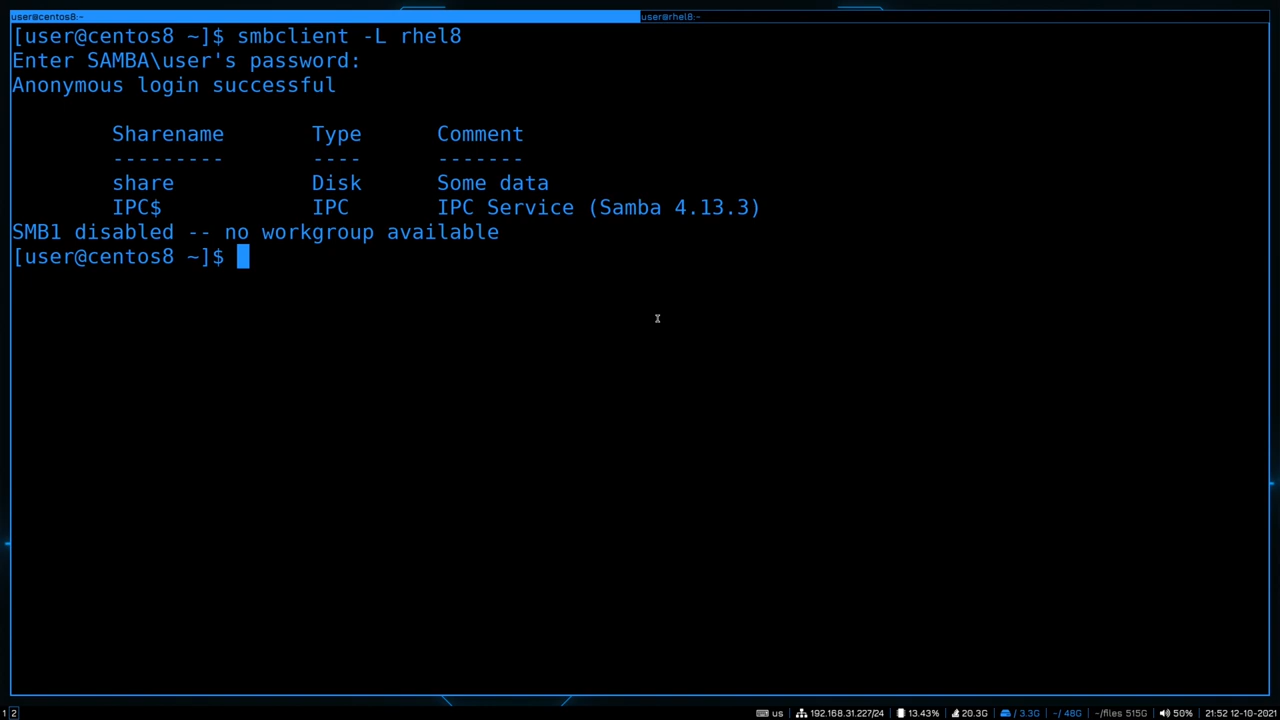 user@centos8:~ user@rhel8:~
[user@centos8 ~]$ smbclient -L rhel8
Enter SAMBA\user's password:
Anonymous login successful
Sharename Type Comment
--------- ---- -------
share Disk Some data
IPC$ IPC IPC Service (Samba 4.13.3)
SMB1 disabled -- no workgroup available
[user@centos8 ~]$
1 2 us 192.168.31.227/24 13.43% 20.3G / 3.3G ~/ 48G ~/files 515G 50% 21:52 12-10-2021